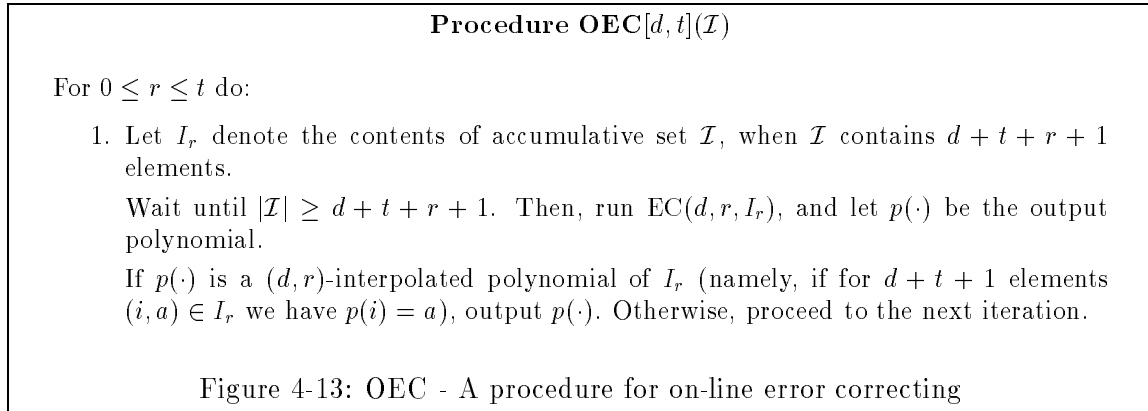 Procedure OEC[d, t](𝓘)
For 0 ≤ r ≤ t do:
1. Let I_r denote the contents of accumulative set 𝓘, when 𝓘 contains d + t + r + 1
elements.
Wait until |𝓘| ≥ d + t + r + 1. Then, run EC(d, r, I_r), and let p(·) be the output
polynomial.
If p(·) is a (d, r)-interpolated polynomial of I_r (namely, if for d + t + 1 elements
(i, a) ∈ I_r we have p(i) = a), output p(·). Otherwise, proceed to the next iteration.
Figure 4-13: OEC - A procedure for on-line error correcting